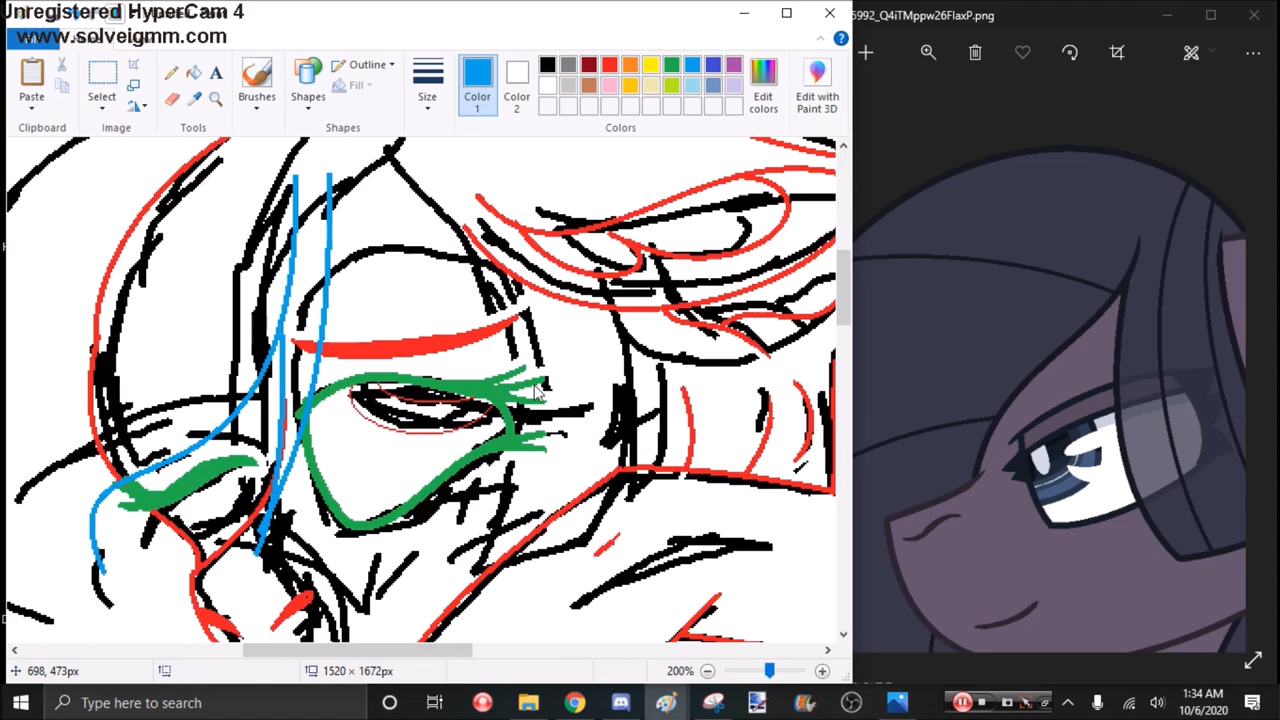 Unregistered HyperCam 4
www.solveigmm.com
5992_Q4iTMppw26FlaxP.png
Paste
Select
Brushes
Shapes
Outline
Fill
Size
Color
1
Color
2
Edit
colors
Edit with
Paint 3D
Clipboard
Image
Tools
Shapes
Colors
698, 473px
1520 × 1672px
200%
Type here to search
1:34 AM
10/6/2020